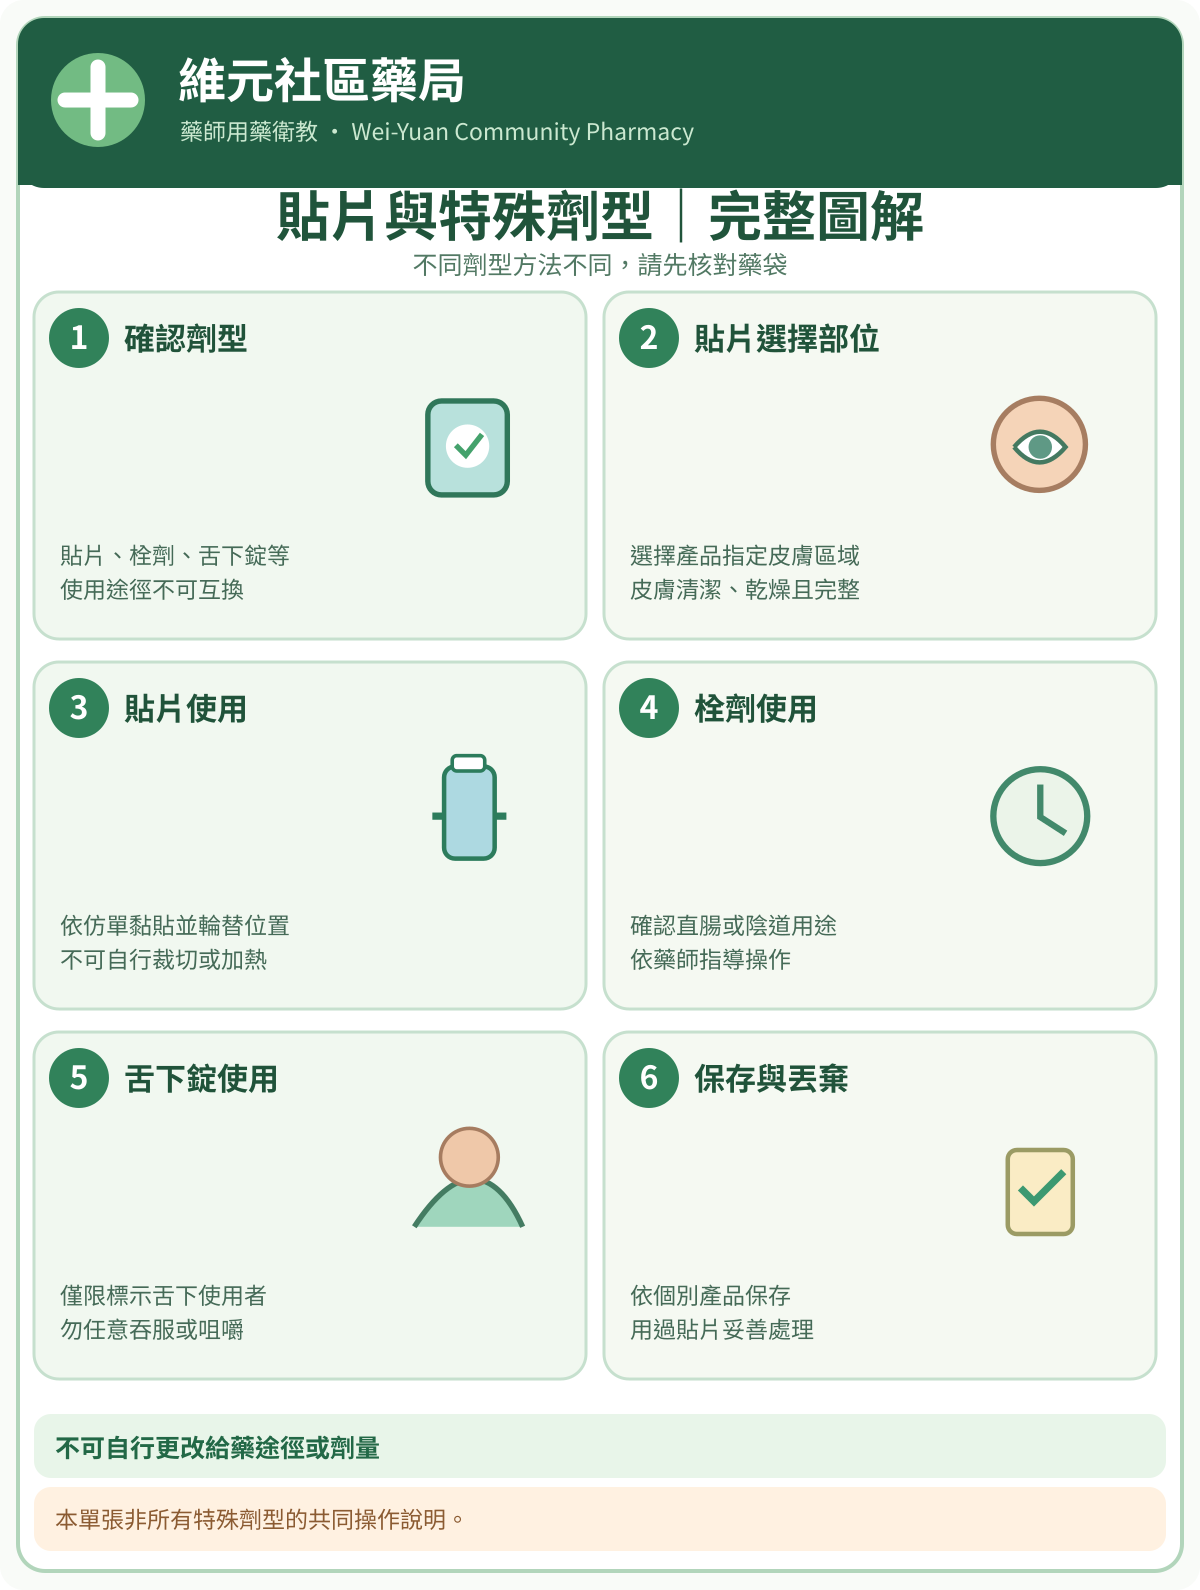 維元社區藥局
藥師用藥衛教 ・ Wei-Yuan Community Pharmacy
貼片與特殊劑型｜完整圖解
不同劑型方法不同，請先核對藥袋
1 確認劑型
貼片、栓劑、舌下錠等
使用途徑不可互換
2 貼片選擇部位
選擇產品指定皮膚區域
皮膚清潔、乾燥且完整
3 貼片使用
依仿單黏貼並輪替位置
不可自行裁切或加熱
4 栓劑使用
確認直腸或陰道用途
依藥師指導操作
5 舌下錠使用
僅限標示舌下使用者
勿任意吞服或咀嚼
6 保存與丟棄
依個別產品保存
用過貼片妥善處理
不可自行更改給藥途徑或劑量
本單張非所有特殊劑型的共同操作說明。